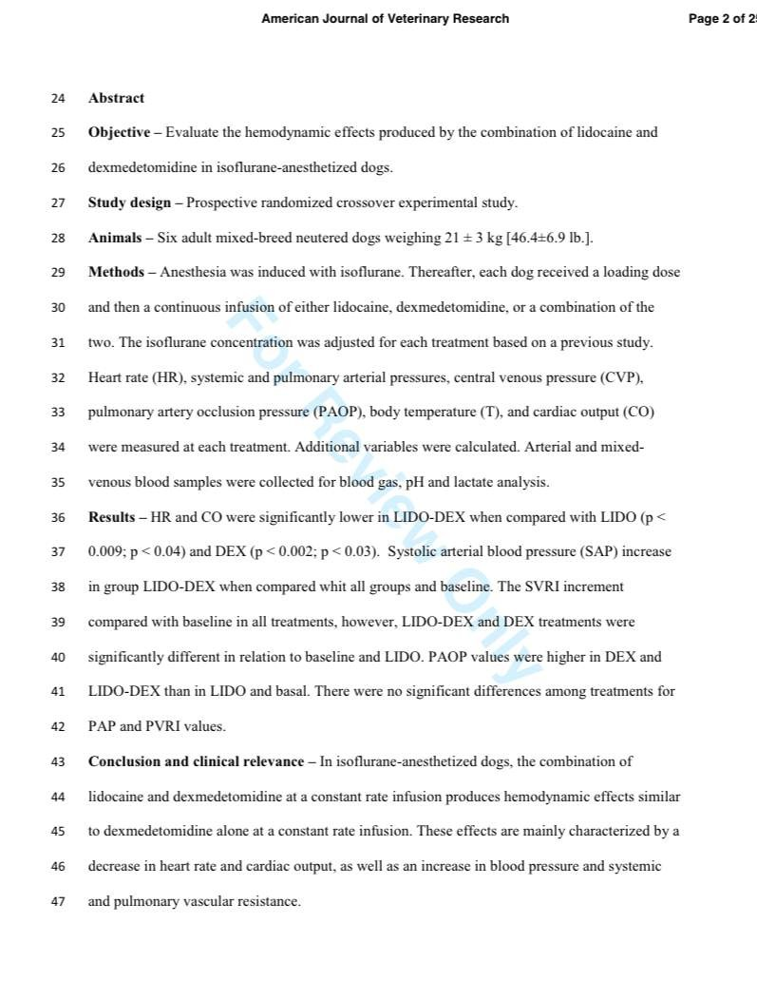 American Journal of Veterinary Research Page 2 of 2
24 Abstract
25 Objective – Evaluate the hemodynamic effects produced by the combination of lidocaine and
26 dexmedetomidine in isoflurane-anesthetized dogs.
27 Study design – Prospective randomized crossover experimental study.
28 Animals – Six adult mixed-breed neutered dogs weighing 21 ± 3 kg [46.4±6.9 lb.].
29 Methods – Anesthesia was induced with isoflurane. Thereafter, each dog received a loading dose
30 and then a continuous infusion of either lidocaine, dexmedetomidine, or a combination of the
31 two. The isoflurane concentration was adjusted for each treatment based on a previous study.
32 Heart rate (HR), systemic and pulmonary arterial pressures, central venous pressure (CVP),
33 pulmonary artery occlusion pressure (PAOP), body temperature (T), and cardiac output (CO)
34 were measured at each treatment. Additional variables were calculated. Arterial and mixed-
35 venous blood samples were collected for blood gas, pH and lactate analysis.
36 Results – HR and CO were significantly lower in LIDO-DEX when compared with LIDO (p <
37 0.009; p < 0.04) and DEX (p < 0.002; p < 0.03).  Systolic arterial blood pressure (SAP) increase
38 in group LIDO-DEX when compared whit all groups and baseline. The SVRI increment
39 compared with baseline in all treatments, however, LIDO-DEX and DEX treatments were
40 significantly different in relation to baseline and LIDO. PAOP values were higher in DEX and
41 LIDO-DEX than in LIDO and basal. There were no significant differences among treatments for
42 PAP and PVRI values.
43 Conclusion and clinical relevance – In isoflurane-anesthetized dogs, the combination of
44 lidocaine and dexmedetomidine at a constant rate infusion produces hemodynamic effects similar
45 to dexmedetomidine alone at a constant rate infusion. These effects are mainly characterized by a
46 decrease in heart rate and cardiac output, as well as an increase in blood pressure and systemic
47 and pulmonary vascular resistance.
For Review Only